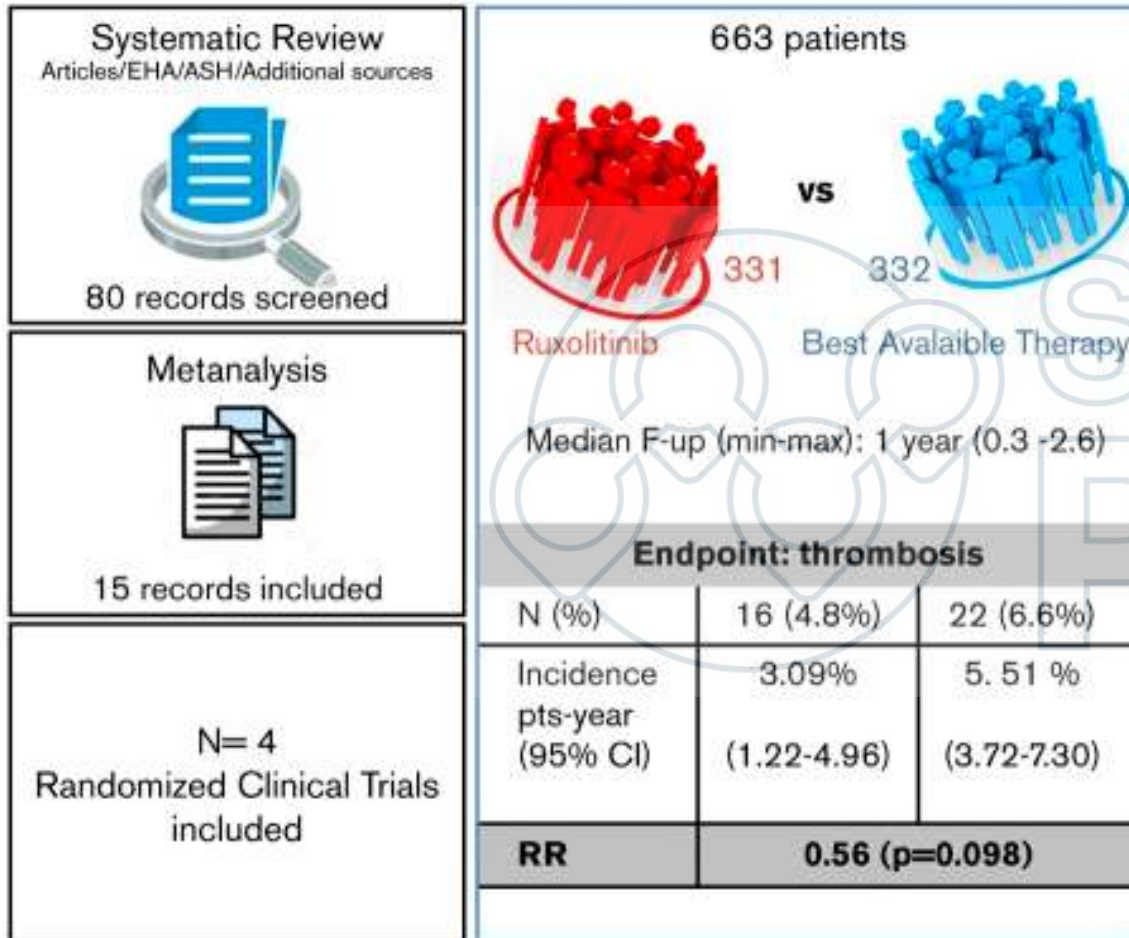 Systematic Review
Articles/EHA/ASH/Additional sources
80 records screened
Metanalysis
15 records included
N= 4
Randomized Clinical Trials
included
663 patients
vs
331
332
Ruxolitinib
Best Avalaible Therapy
Median F-up (min-max): 1 year (0.3 -2.6)
Endpoint: thrombosis
N (%) 16 (4.8%) 22 (6.6%)
Incidence 3.09% 5. 51 %
pts-year
(95% CI) (1.22-4.96) (3.72-7.30)
RR 0.56 (p=0.098)
S
P